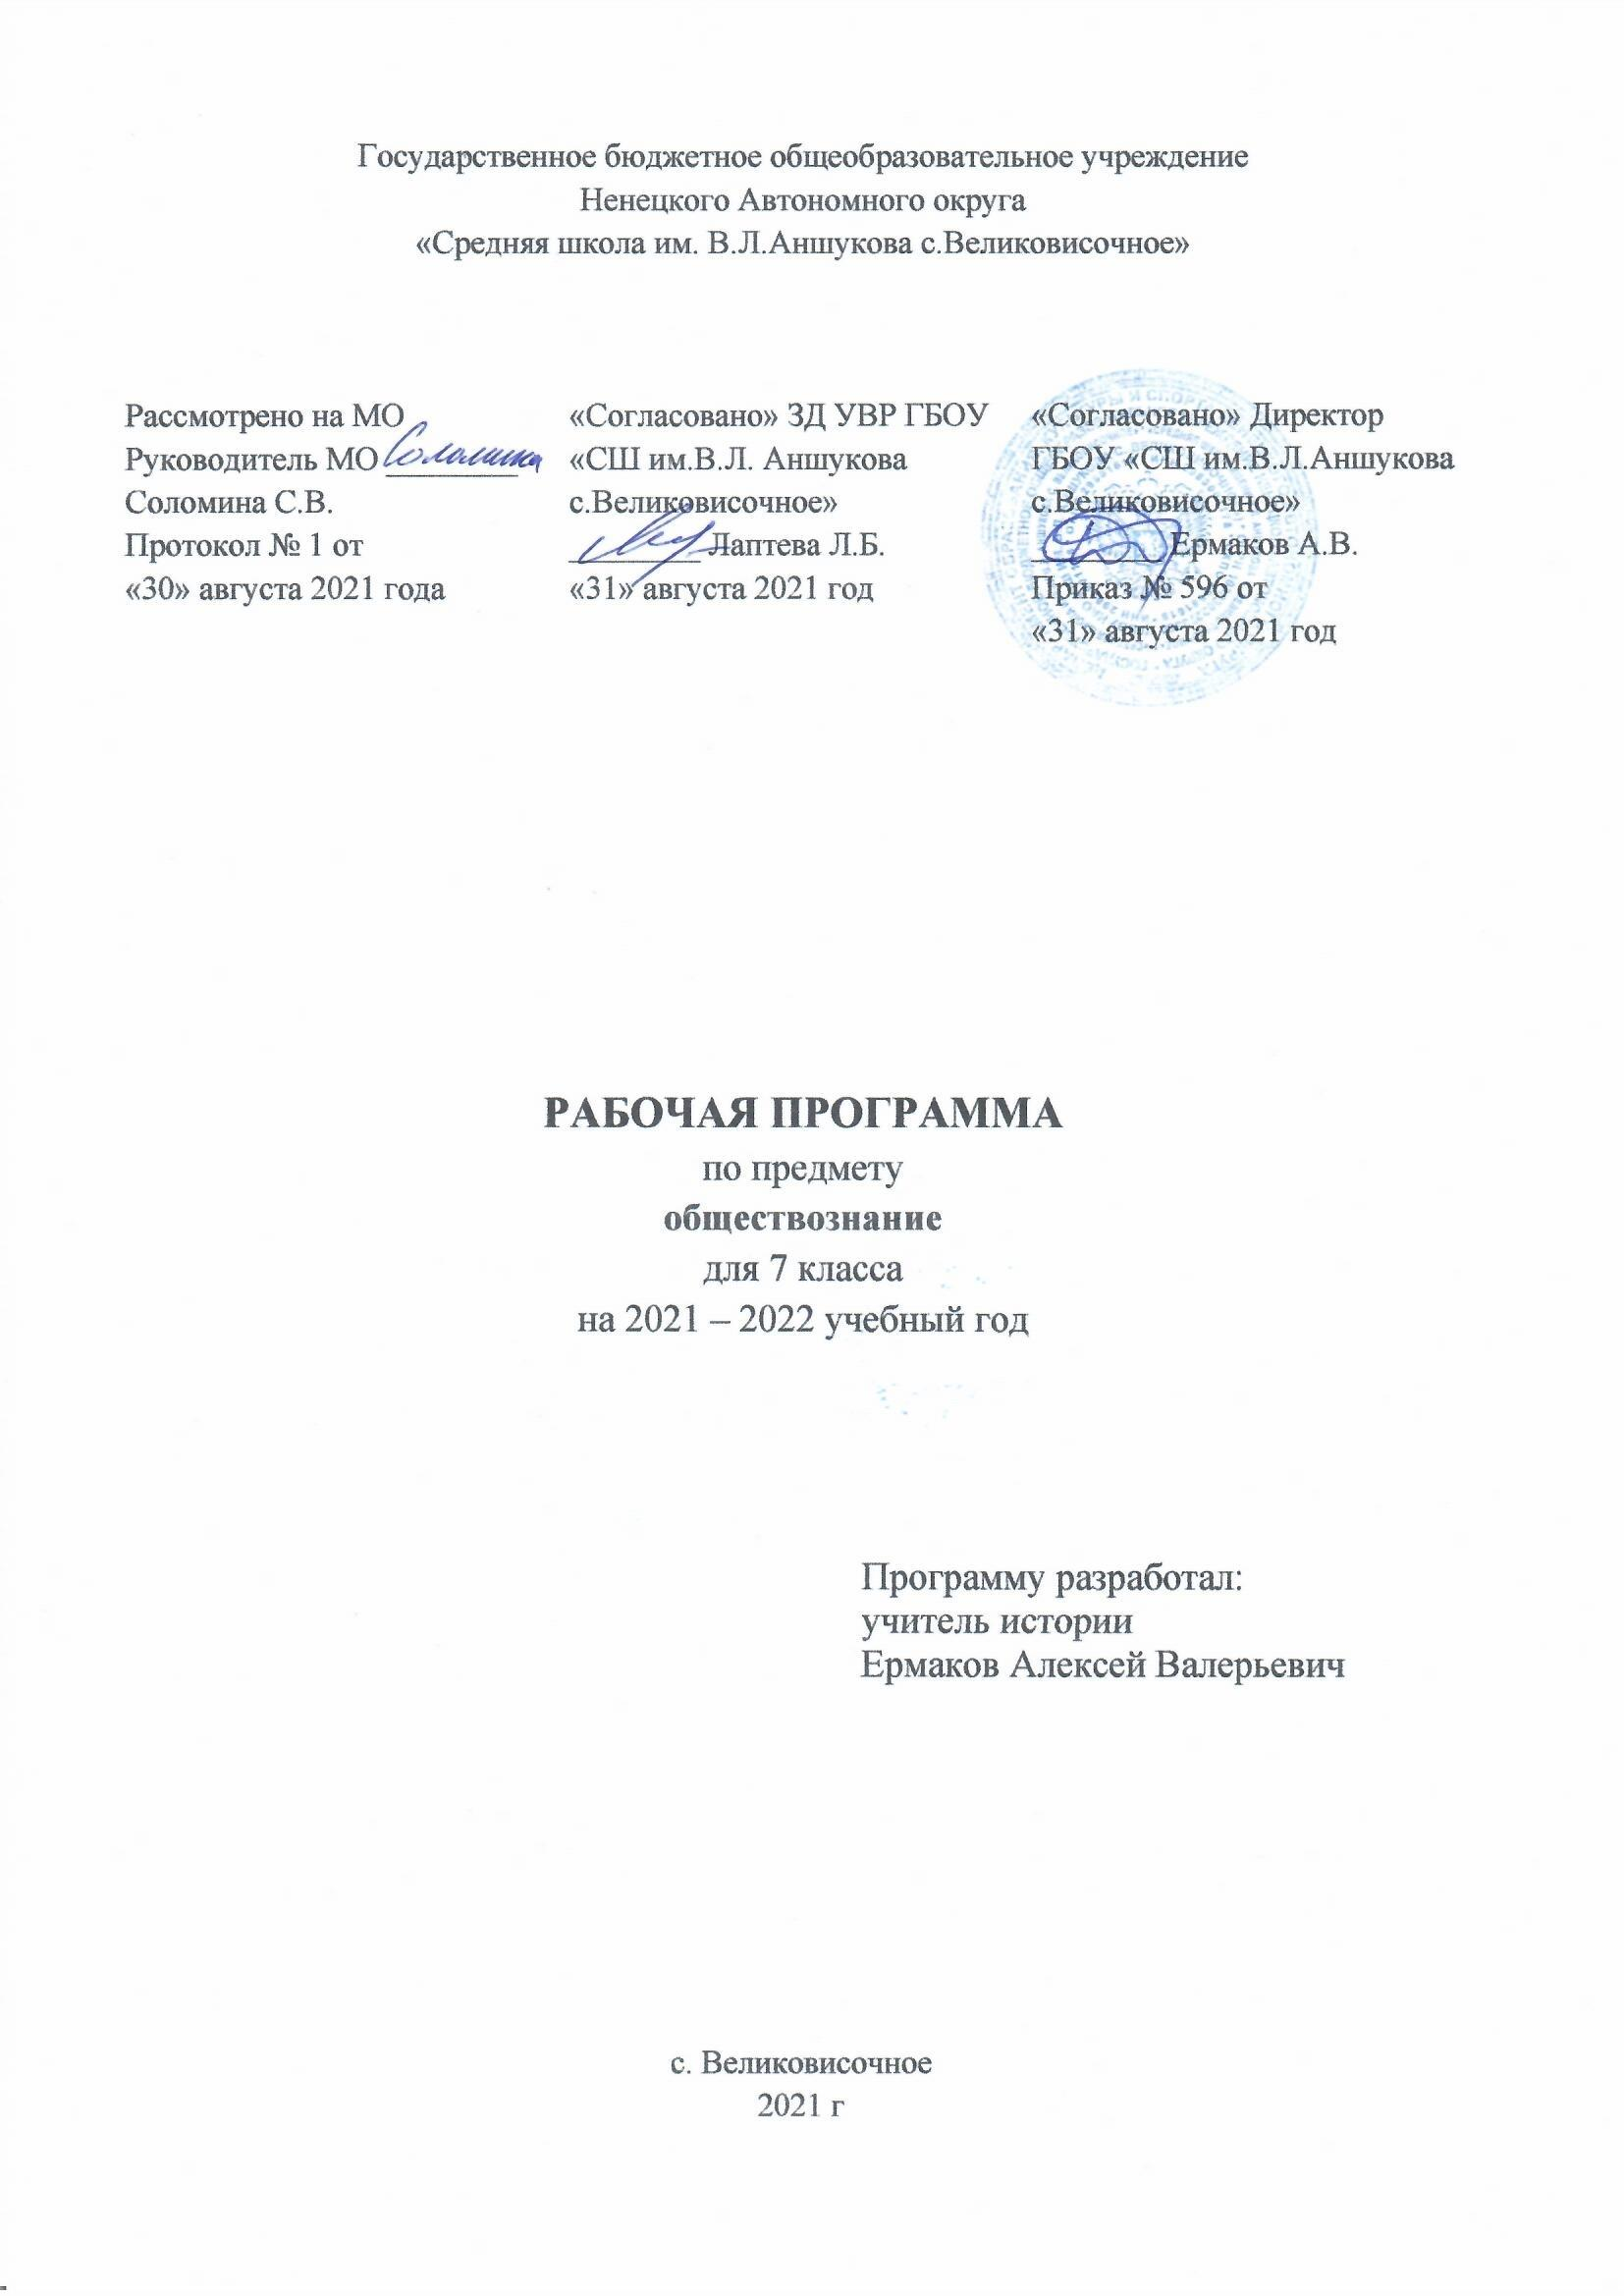 Государственное бюджетное общеобразовательное учреждение
Ненецкого Автономного округа
«Средняя школа им. В.Л.Аншукова с.Великовисочное»
Рассмотрено на МО
Руководитель МО ________
Соломина С.В.
Протокол № 1 от
«30» августа 2021 года
«Согласовано» ЗД УВР ГБОУ
«СШ им.В.Л. Аншукова
с.Великовисочное»
________ Лаптева Л.Б.
«31» августа 2021 год
«Согласовано» Директор
ГБОУ «СШ им.В.Л.Аншукова
с.Великовисочное»
________ Ермаков А.В.
Приказ № 596 от
«31» августа 2021 год
РАБОЧАЯ ПРОГРАММА
по предмету
обществознание
для 7 класса
на 2021 – 2022 учебный год
Программу разработал:
учитель истории
Ермаков Алексей Валерьевич
с. Великовисочное
2021 г